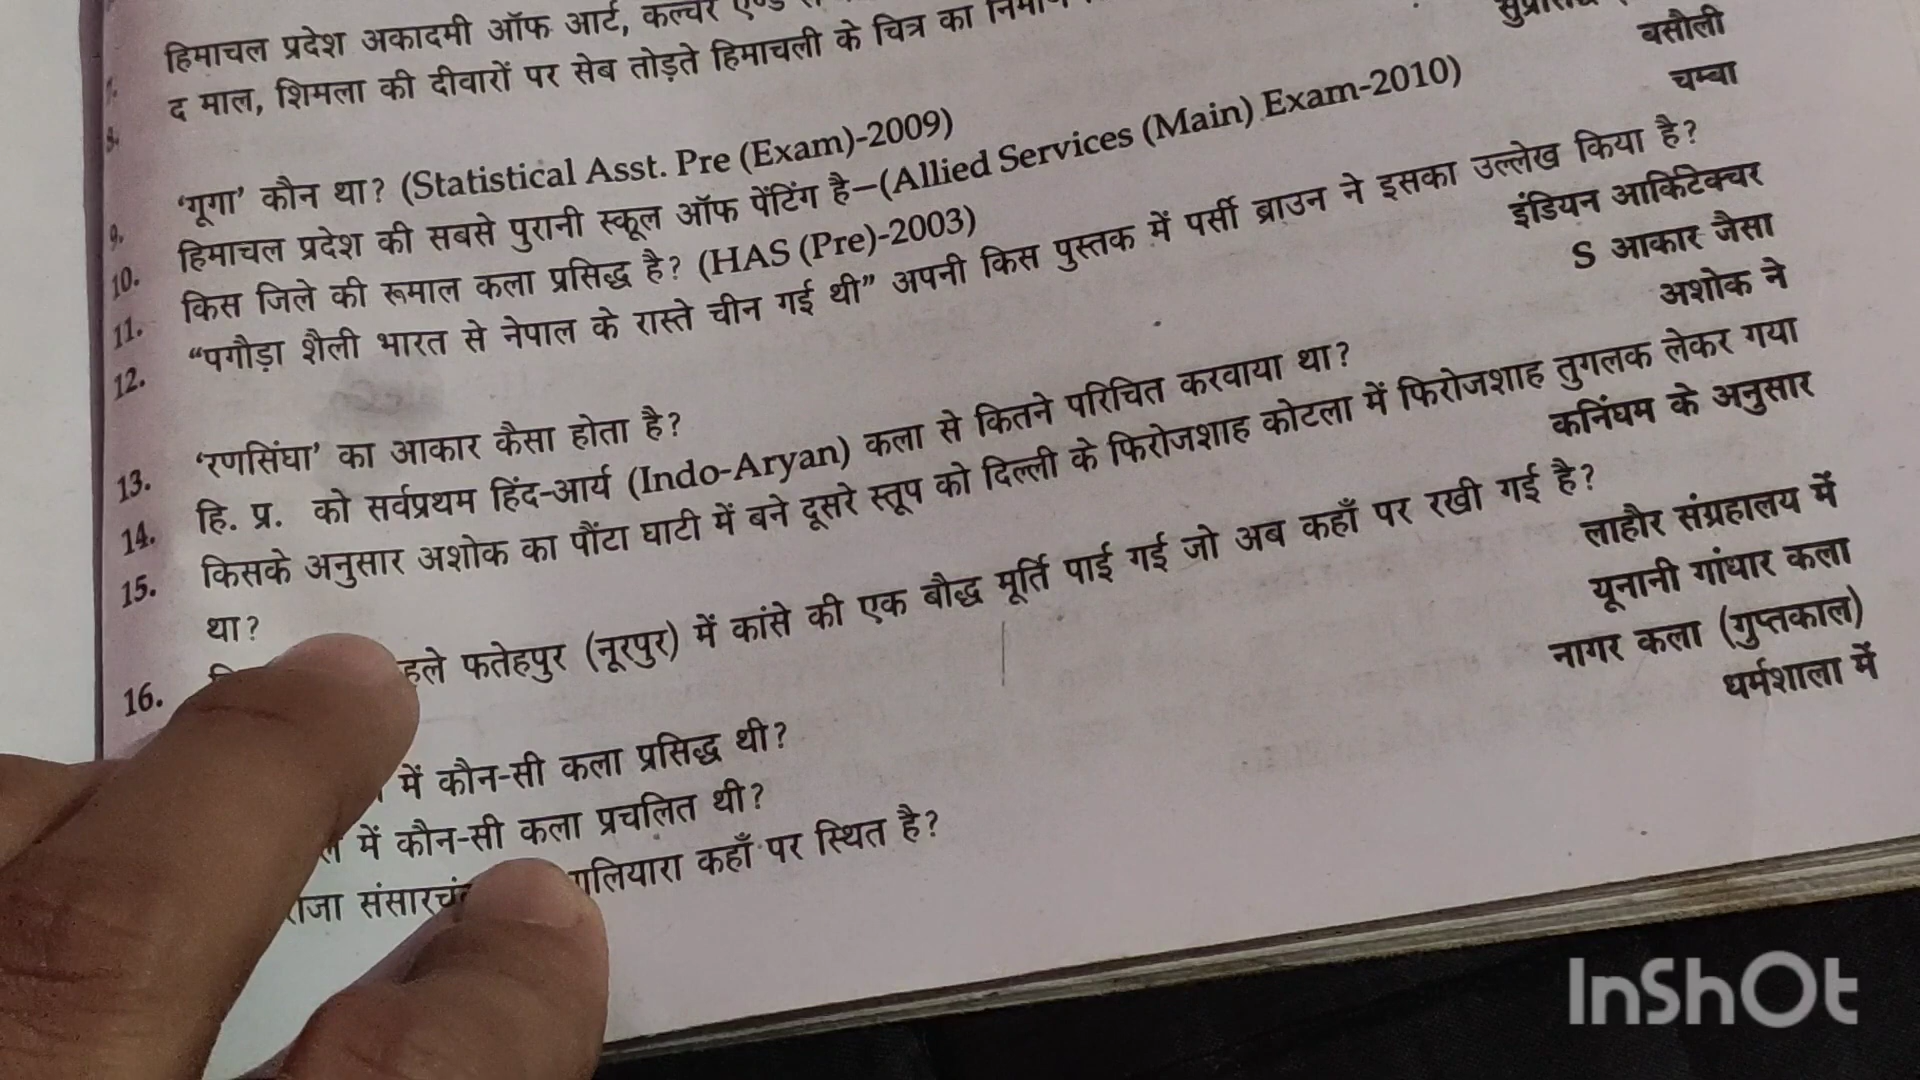 हिमाचल प्रदेश अकादमी ऑफ आर्ट, कल्चर एण्ड
द माल, शिमला की दीवारों पर सेब तोड़ते हिमाचली के चित्र का
9. ‘गूगा’ कौन था? (Statistical Asst. Pre (Exam)-2009)
10. हिमाचल प्रदेश की सबसे पुरानी स्कूल ऑफ पेंटिंग है–(Allied Services (Main) Exam-2010) बसौली
11. किस जिले की रूमाल कला प्रसिद्ध है? (HAS (Pre)-2003) चम्बा
12. “पगौड़ा शैली भारत से नेपाल के रास्ते चीन गई थी” अपनी किस पुस्तक में पर्सी ब्राउन ने इसका उल्लेख किया है?
इंडियन आर्किटेक्चर
13. ‘रणसिंघा’ का आकार कैसा होता है? S आकार जैसा
14. हि. प्र. को सर्वप्रथम हिंद-आर्य (Indo-Aryan) कला से कितने परिचित करवाया था? अशोक ने
15. किसके अनुसार अशोक का पौंटा घाटी में बने दूसरे स्तूप को दिल्ली के फिरोजशाह कोटला में फिरोजशाह तुगलक लेकर गया
था? कनिंघम के अनुसार
16. फतेहपुर (नूरपुर) में कांसे की एक बौद्ध मूर्ति पाई गई जो अब कहाँ पर रखी गई है?
लाहौर संग्रहालय में
में कौन-सी कला प्रसिद्ध थी? यूनानी गांधार कला
में कौन-सी कला प्रचलित थी? नागर कला (गुप्तकाल)
गलियारा कहाँ पर स्थित है? धर्मशाला में
InShOt